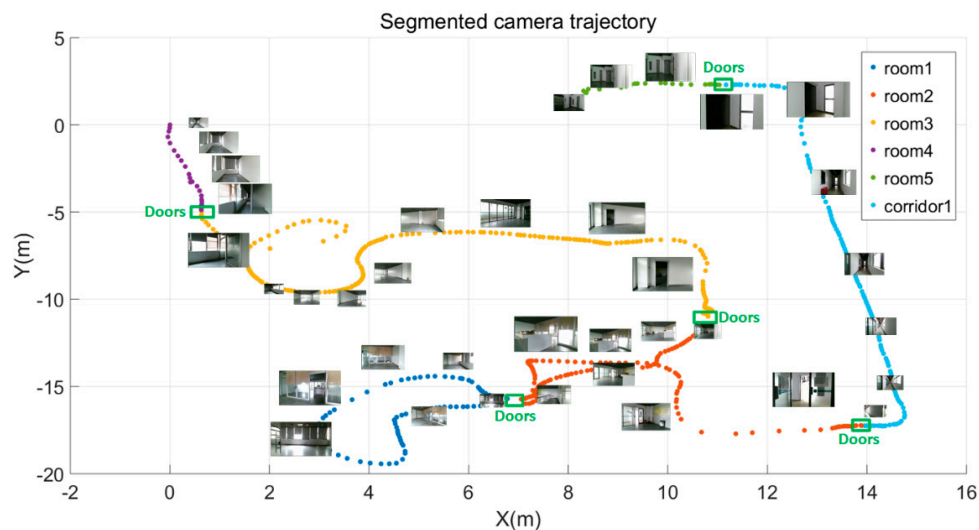 Segmented camera trajectory
5
0
-5
-10
-15
-20
Y(m)
-2
0
2
4
6
8
10
12
14
16
X(m)
Doors
Doors
Doors
Doors
Doors
room1
room2
room3
room4
room5
corridor1